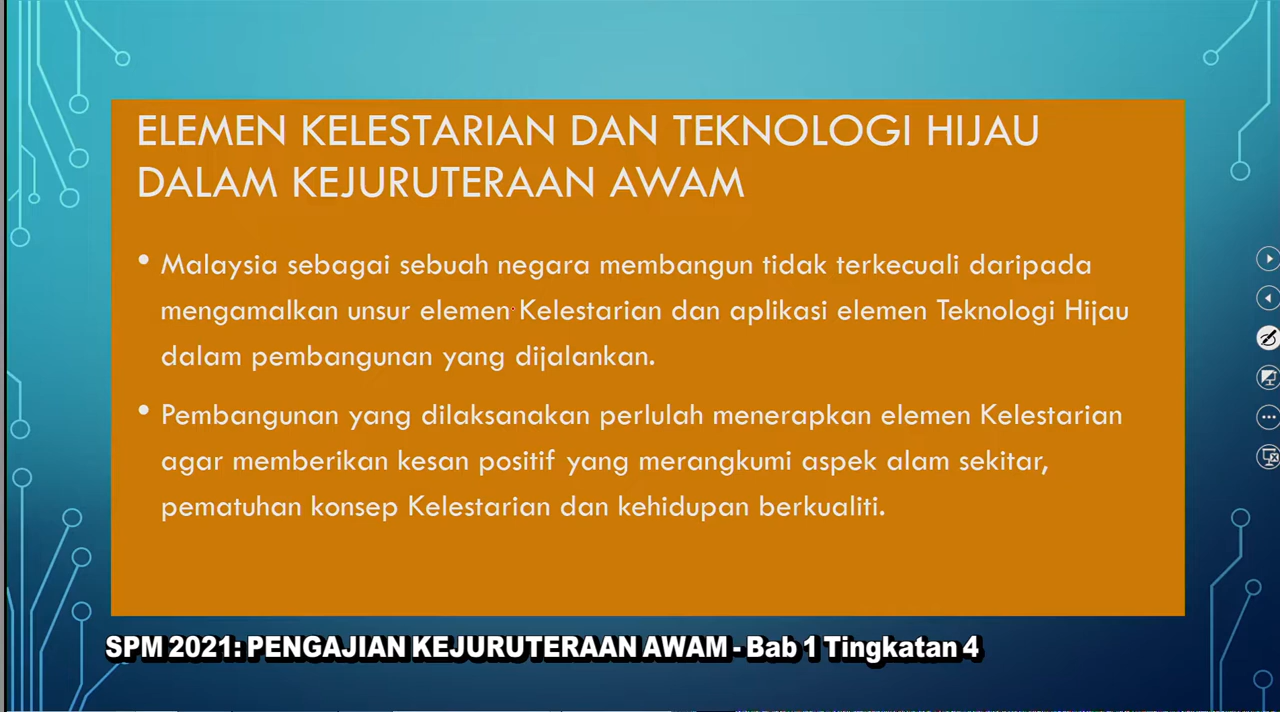 ELEMEN KELESTARIAN DAN TEKNOLOGI HIJAU
DALAM KEJURUTERAAN AWAM
• Malaysia sebagai sebuah negara membangun tidak terkecuali daripada
mengamalkan unsur elemen Kelestarian dan aplikasi elemen Teknologi Hijau
dalam pembangunan yang dijalankan.
• Pembangunan yang dilaksanakan perlulah menerapkan elemen Kelestarian
agar memberikan kesan positif yang merangkumi aspek alam sekitar,
pematuhan konsep Kelestarian dan kehidupan berkualiti.
SPM 2021: PENGAJIAN KEJURUTERAAN AWAM - Bab 1 Tingkatan 4